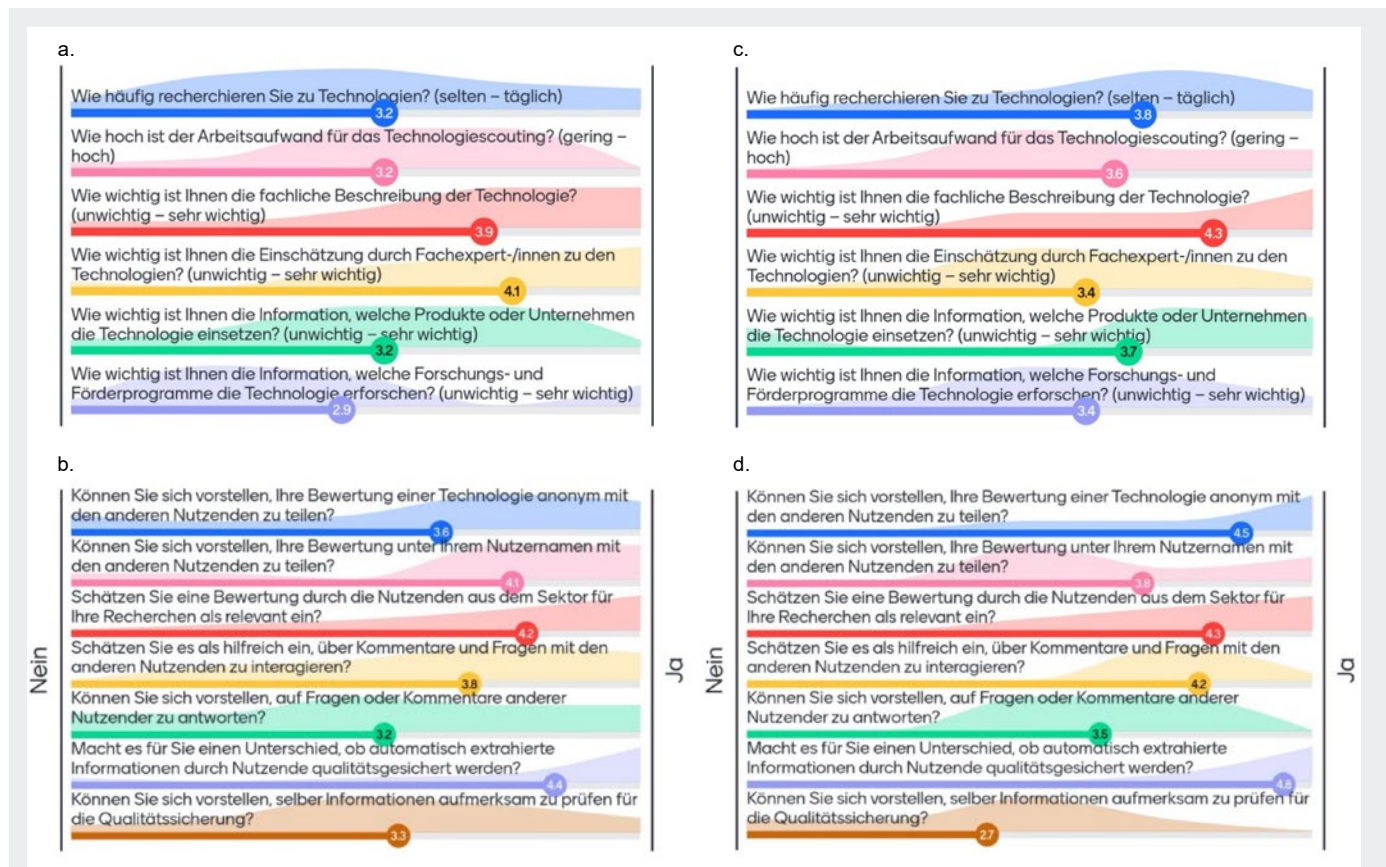 a.
Wie häufig recherchieren Sie zu Technologien? (selten – täglich)
3.2
Wie hoch ist der Arbeitsaufwand für das Technologiescouting? (gering –
hoch)
3.2
Wie wichtig ist Ihnen die fachliche Beschreibung der Technologie?
(unwichtig – sehr wichtig)
3.9
Wie wichtig ist Ihnen die Einschätzung durch Fachexpert-/innen zu den
Technologien? (unwichtig – sehr wichtig)
4.1
Wie wichtig ist Ihnen die Information, welche Produkte oder Unternehmen
die Technologie einsetzen? (unwichtig – sehr wichtig)
3.2
Wie wichtig ist Ihnen die Information, welche Forschungs- und
Förderprogramme die Technologie erforschen? (unwichtig – sehr wichtig)
2.9
b.
Nein
Können Sie sich vorstellen, Ihre Bewertung einer Technologie anonym mit
den anderen Nutzenden zu teilen?
3.6
Können Sie sich vorstellen, Ihre Bewertung unter Ihrem Nutzernamen mit
den anderen Nutzenden zu teilen?
4.1
Schätzen Sie eine Bewertung durch die Nutzenden aus dem Sektor für
Ihre Recherchen als relevant ein?
4.2
Schätzen Sie es als hilfreich ein, über Kommentare und Fragen mit den
anderen Nutzenden zu interagieren?
3.8
Können Sie sich vorstellen, auf Fragen oder Kommentare anderer
Nutzender zu antworten?
3.2
Macht es für Sie einen Unterschied, ob automatisch extrahierte
Informationen durch Nutzende qualitätsgesichert werden?
4.4
Können Sie sich vorstellen, selber Informationen aufmerksam zu prüfen für
die Qualitätssicherung?
3.3
Ja
c.
Wie häufig recherchieren Sie zu Technologien? (selten – täglich)
3.8
Wie hoch ist der Arbeitsaufwand für das Technologiescouting? (gering –
hoch)
3.6
Wie wichtig ist Ihnen die fachliche Beschreibung der Technologie?
(unwichtig – sehr wichtig)
4.3
Wie wichtig ist Ihnen die Einschätzung durch Fachexpert-/innen zu den
Technologien? (unwichtig – sehr wichtig)
3.4
Wie wichtig ist Ihnen die Information, welche Produkte oder Unternehmen
die Technologie einsetzen? (unwichtig – sehr wichtig)
3.7
Wie wichtig ist Ihnen die Information, welche Forschungs- und
Förderprogramme die Technologie erforschen? (unwichtig – sehr wichtig)
3.4
d.
Nein
Können Sie sich vorstellen, Ihre Bewertung einer Technologie anonym mit
den anderen Nutzenden zu teilen?
4.5
Können Sie sich vorstellen, Ihre Bewertung unter Ihrem Nutzernamen mit
den anderen Nutzenden zu teilen?
3.8
Schätzen Sie eine Bewertung durch die Nutzenden aus dem Sektor für
Ihre Recherchen als relevant ein?
4.3
Schätzen Sie es als hilfreich ein, über Kommentare und Fragen mit den
anderen Nutzenden zu interagieren?
4.2
Können Sie sich vorstellen, auf Fragen oder Kommentare anderer
Nutzender zu antworten?
3.5
Macht es für Sie einen Unterschied, ob automatisch extrahierte
Informationen durch Nutzende qualitätsgesichert werden?
4.8
Können Sie sich vorstellen, selber Informationen aufmerksam zu prüfen für
die Qualitätssicherung?
2.7
Ja